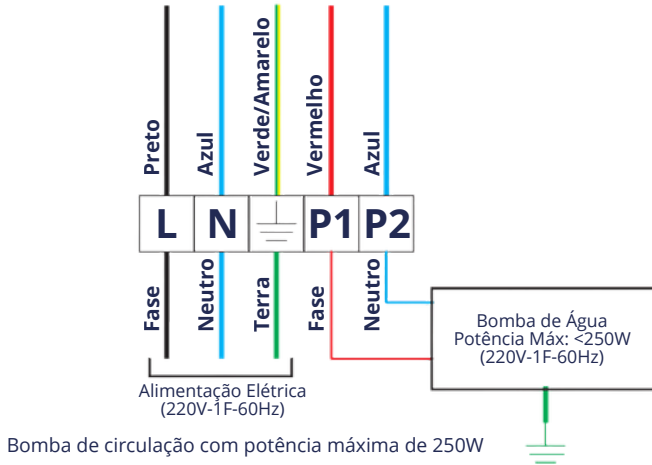 Preto
Azul
Verde/Amarelo
Vermelho
Azul
L N P1 P2
Fase
Neutro
Terra
Fase
Neutro
Bomba de Água
Potência Máx: <250W
(220V-1F-60Hz)
Alimentação Elétrica
(220V-1F-60Hz)
Bomba de circulação com potência máxima de 250W